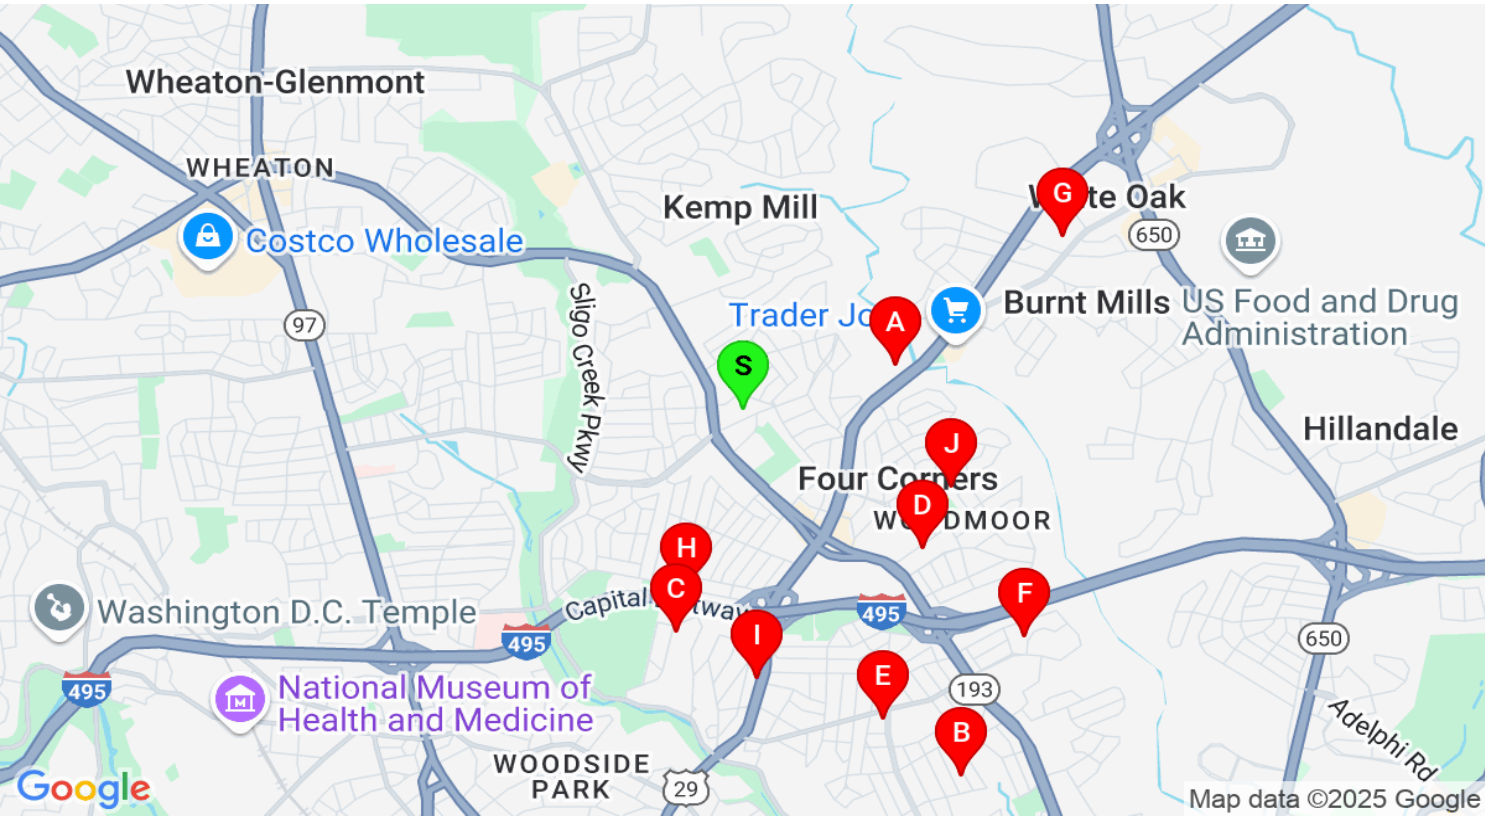 Wheaton-Glenmont
WHEATON
Costco Wholesale
Kemp Mill
G
Oak
650
Burnt Mills
US Food and Drug
Administration
Trader
A
97
Sligo Creek Pkwy
S
J
Hillandale
Four Corners
D
H
C
Capital
I
495
495
F
Washington D.C. Temple
495
650
E
193
B
National Museum of
Health and Medicine
Adelphi Rd
WOODSIDE
PARK
29
Google
Map data ©2025 Google